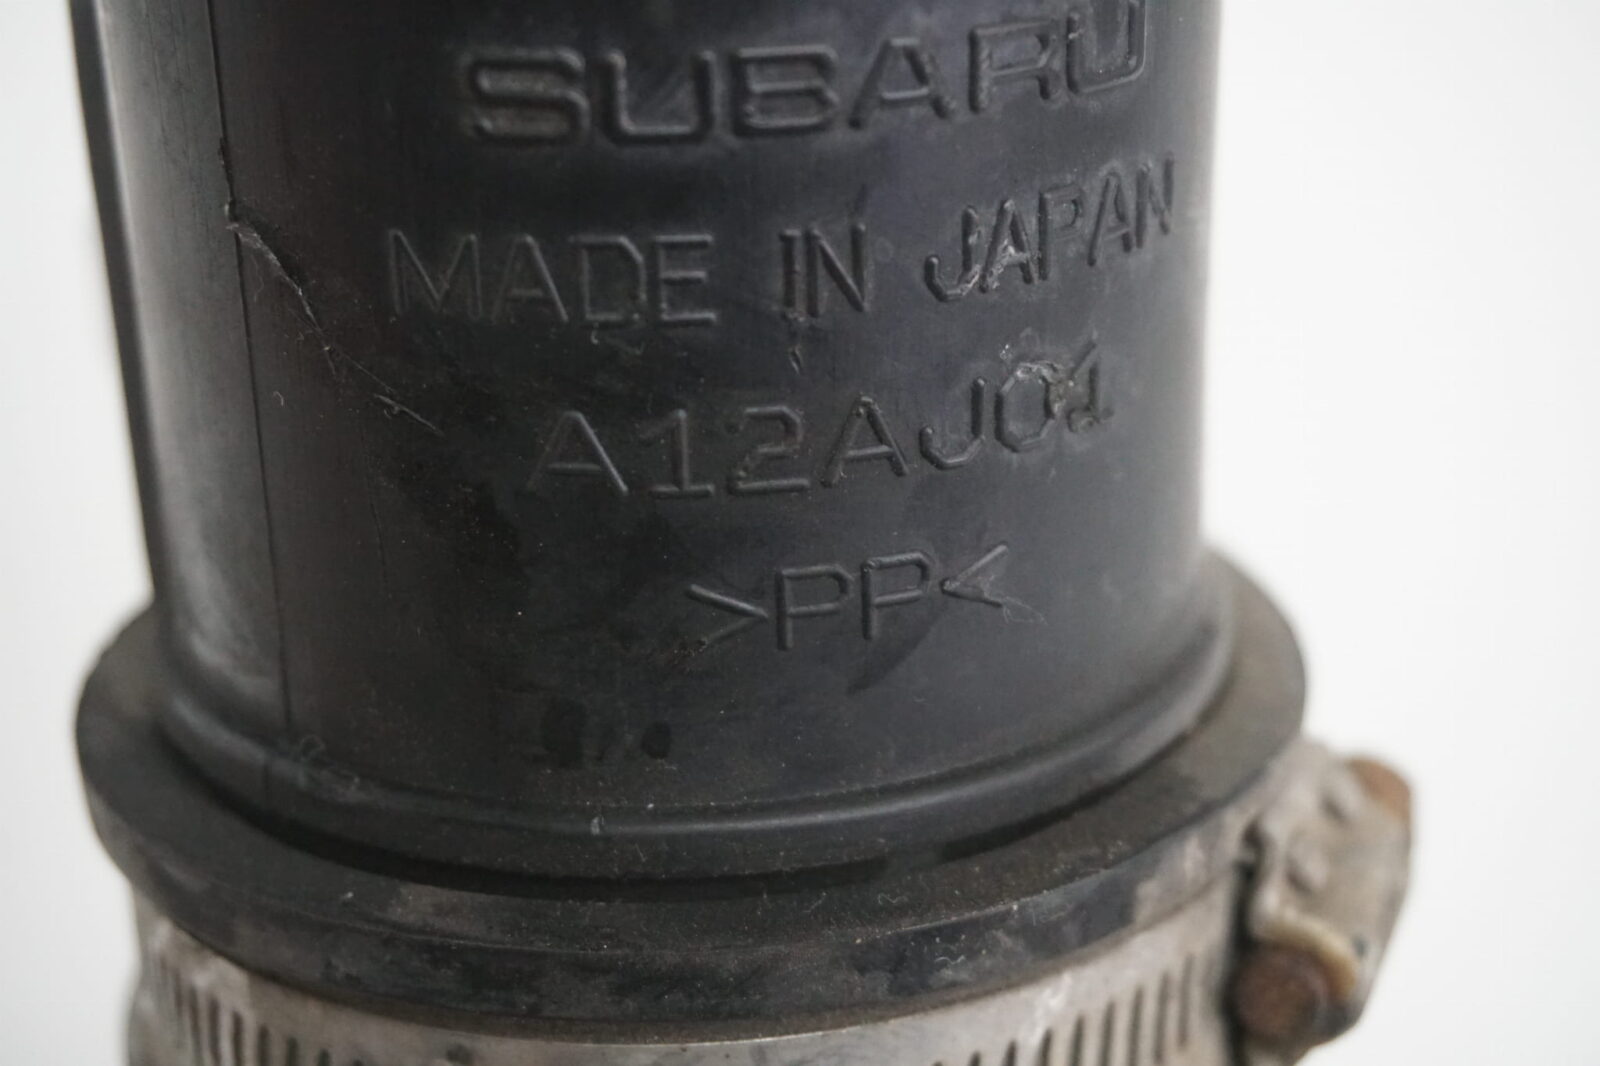 SUBARU
MADE IN JAPAN
A12AJ01
>PP<